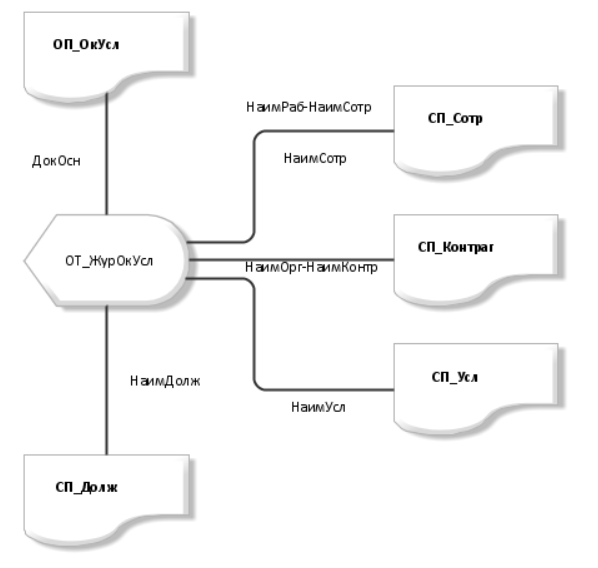 ОП_ОкУсл
НаимРаб-НаимСотр
СП_Сотр
ДокОсн
НаимСотр
ОТ_ЖурОкУсл
СП_Контраг
НаимОрг-НаимКонтр
НаимДолж
СП_Усл
НаимУсл
СП_Долж